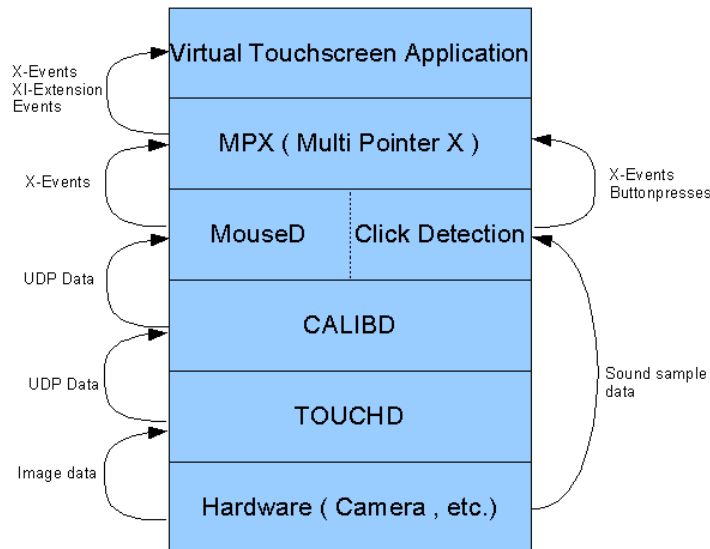 Virtual Touchscreen Application
X-Events
XI-Extension
Events
MPX ( Multi Pointer X )
X-Events
X-Events
Buttonpresses
MouseD
Click Detection
UDP Data
CALIBD
UDP Data
Sound sample
data
TOUCHD
Image data
Hardware ( Camera , etc.)